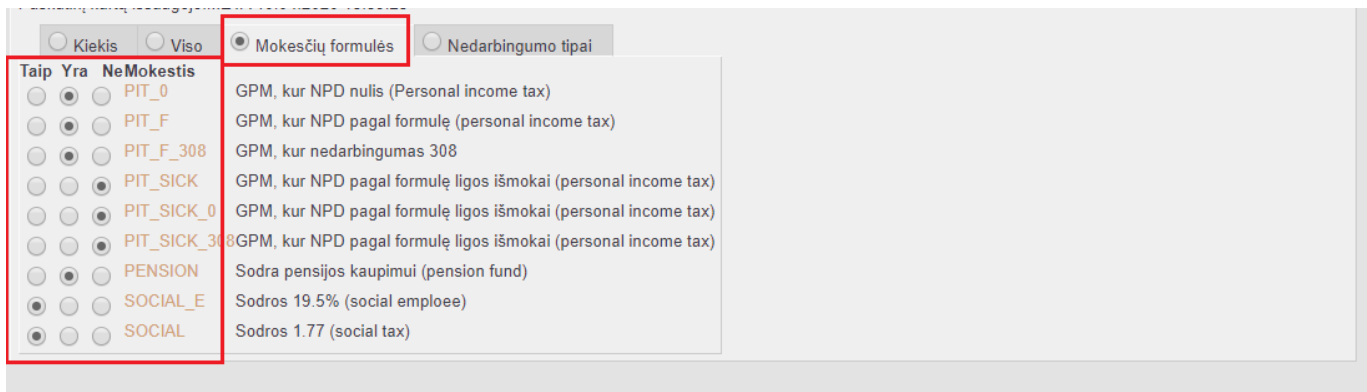 Kiekis Viso Mokesčių formulės Nedarbingumo tipai
Taip Yra Ne Mokestis
PIT_0 GPM, kur NPD nulis (Personal income tax)
PIT_F GPM, kur NPD pagal formulę (personal income tax)
PIT_F_308 GPM, kur nedarbingumas 308
PIT_SICK GPM, kur NPD pagal formulę ligos išmokai (personal income tax)
PIT_SICK_0 GPM, kur NPD pagal formulę ligos išmokai (personal income tax)
PIT_SICK_308 GPM, kur NPD pagal formulę ligos išmokai (personal income tax)
PENSION Sodra pensijos kaupimui (pension fund)
SOCIAL_E Sodros 19.5% (social emploee)
SOCIAL Sodros 1.77 (social tax)